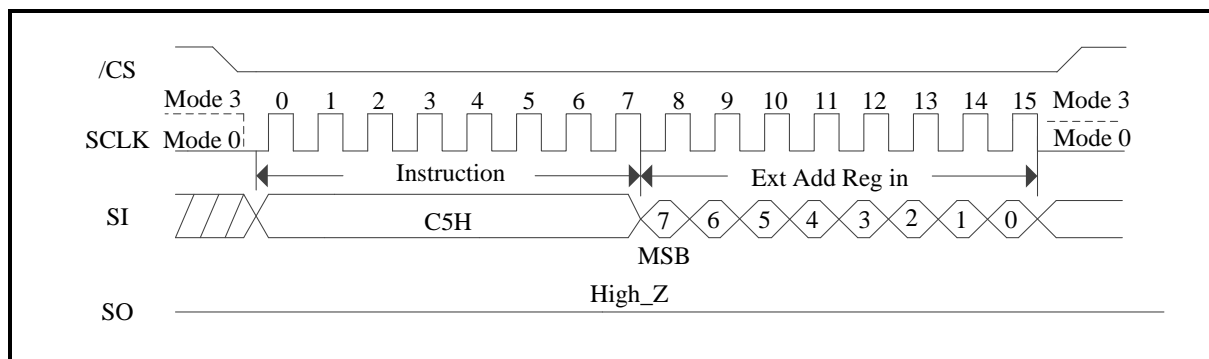 /CS
Mode 3 0 1 2 3 4 5 6 7 8 9 10 11 12 13 14 15 Mode 3
SCLK Mode 0 Mode 0
Instruction Ext Add Reg in
SI C5H 7 6 5 4 3 2 1 0
MSB
High_Z
SO